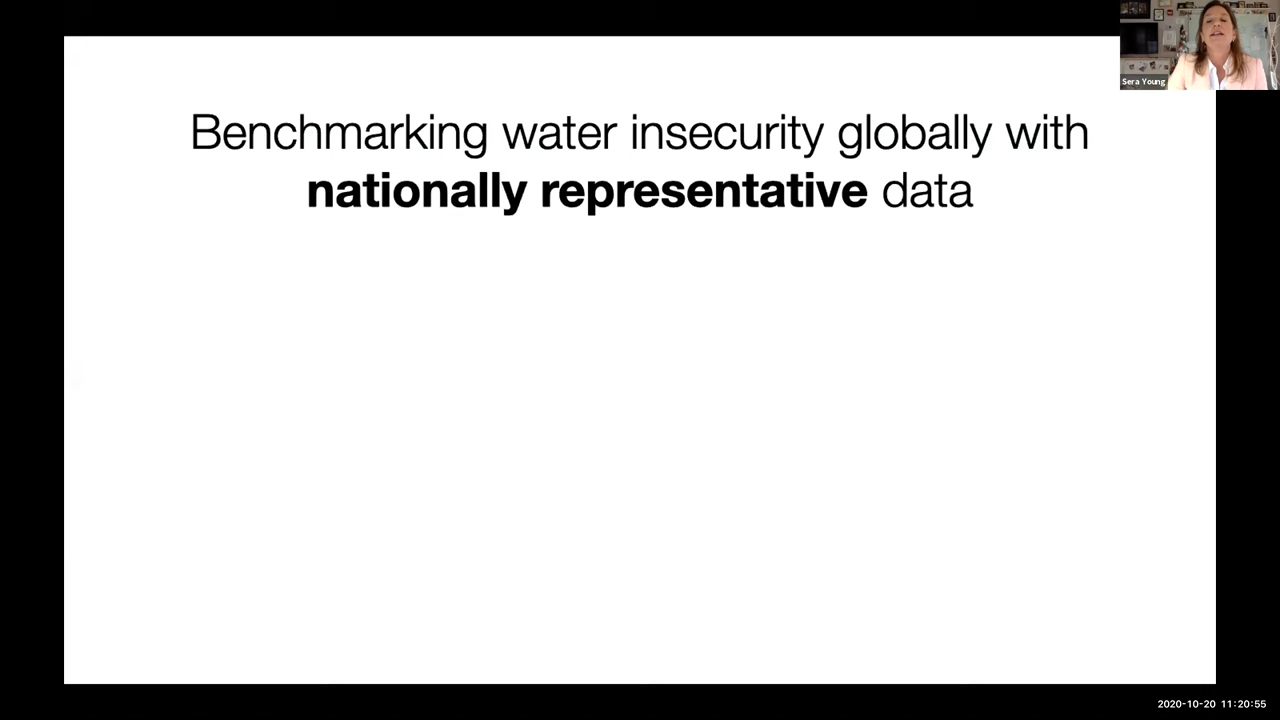 Benchmarking water insecurity globally with
nationally representative data
Sera Young
2020-10-20 11:20:55